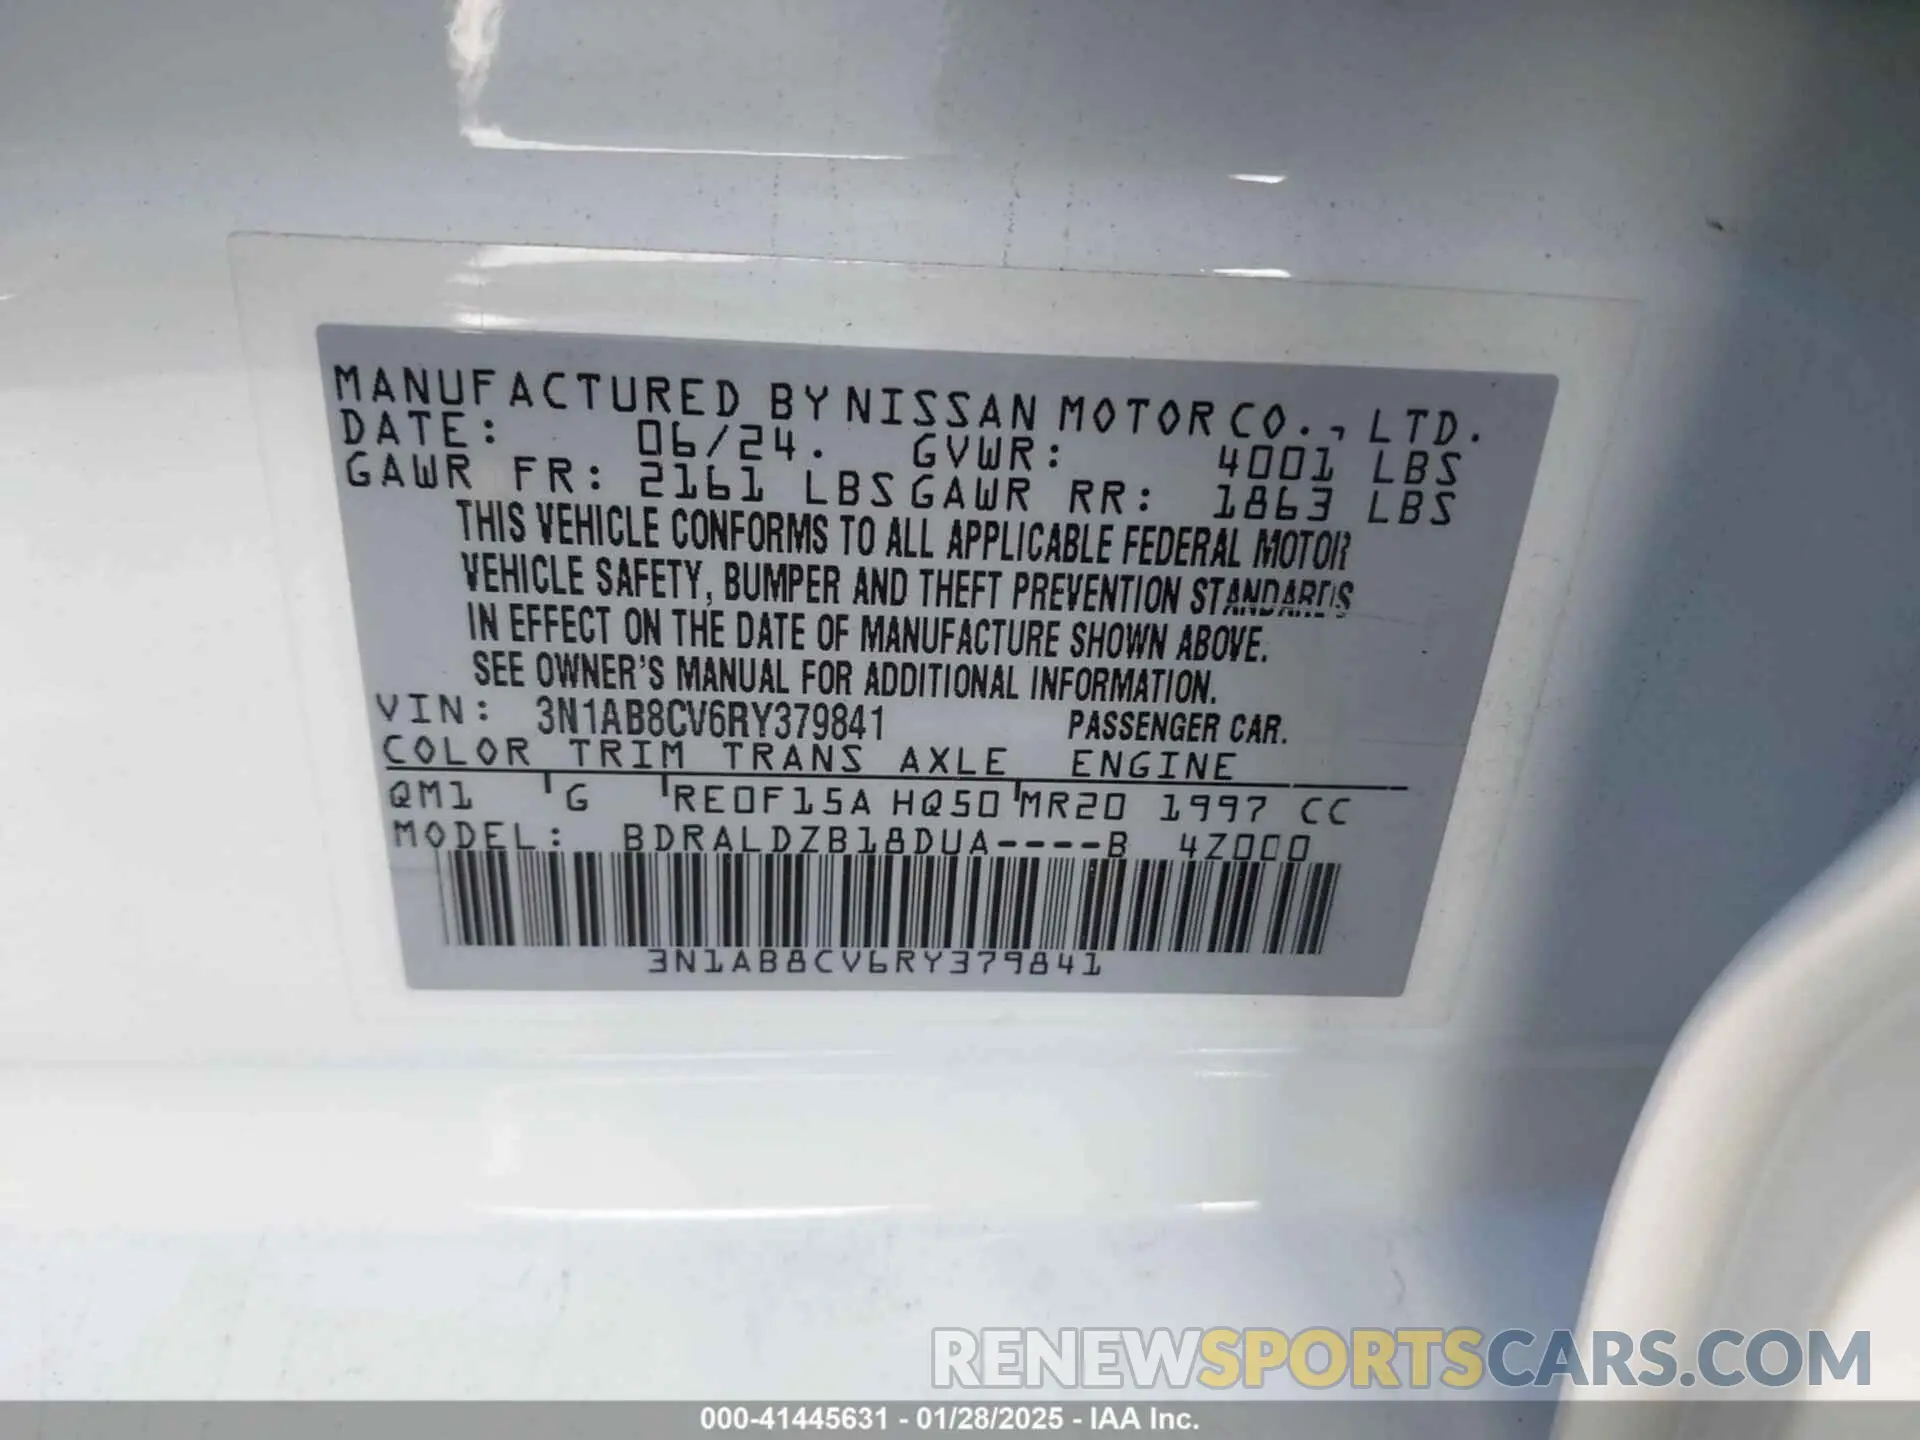 MANUFACTURED BY NISSAN MOTOR CO., LTD.
DATE: 06/24. GVWR: 4001 LBS
GAWR FR: 2161 LBS GAWR RR: 1863 LBS
THIS VEHICLE CONFORMS TO ALL APPLICABLE FEDERAL MOTOR
VEHICLE SAFETY, BUMPER AND THEFT PREVENTION STANDARDS
IN EFFECT ON THE DATE OF MANUFACTURE SHOWN ABOVE.
SEE OWNER'S MANUAL FOR ADDITIONAL INFORMATION.
VIN: 3N1AB8CV6RY379841 PASSENGER CAR.
COLOR TRIM TRANS AXLE ENGINE
QM1 G RE0F15A HQ50 MR20 1997 CC
MODEL: BDRALDZB18DUA----B 4Z000
3N1AB8CV6RY379841
RENEWSPORTSCARS.COM
000-41445631 - 01/28/2025 - IAA Inc.